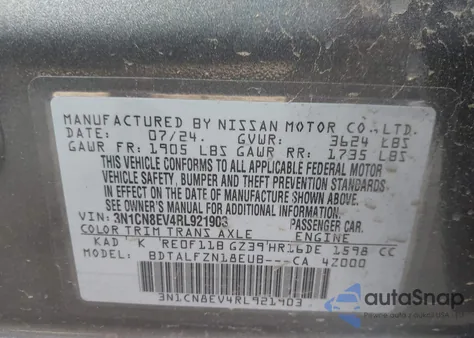 MANUFACTURED BY NISSAN MOTOR CO., LTD.
DATE: 07/24. GVWR: 3624 LBS
GAWR FR: 1905 LBS GAWR RR: 1735 LBS
THIS VEHICLE CONFORMS TO ALL APPLICABLE FEDERAL MOTOR
VEHICLE SAFETY, BUMPER AND THEFT PREVENTION STANDARDS
IN EFFECT ON THE DATE OF MANUFACTURE SHOWN ABOVE.
SEE OWNER'S MANUAL FOR ADDITIONAL INFORMATION.
VIN: 3N1CN8EV4RL921903 PASSENGER CAR.
COLOR TRIM TRANS AXLE ENGINE
KAD K RE0F11B GZ39 HR16DE 1598 CC
MODEL: BDTALFZN18EUB---CA 42000
3N1CN8EV4RL921903
autoSnap